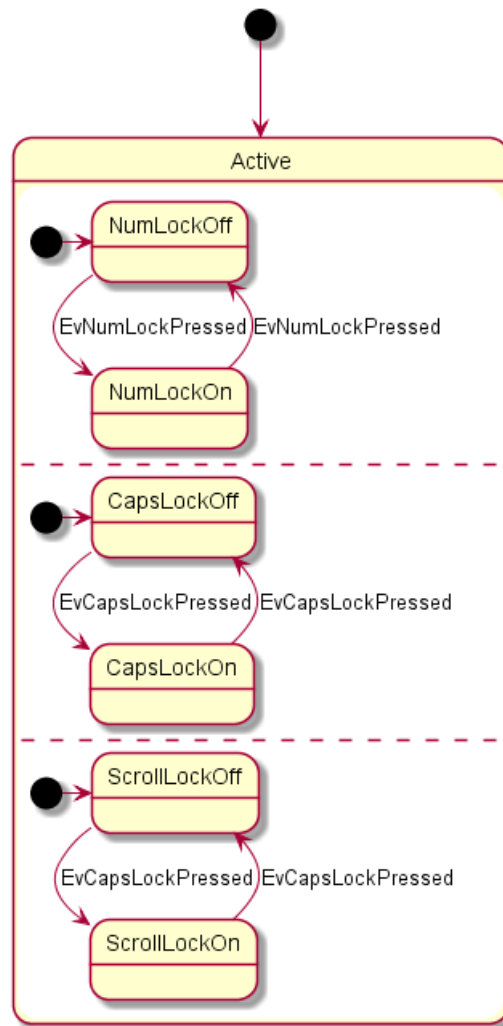 Active
NumLockOff
EvNumLockPressed EvNumLockPressed
NumLockOn
CapsLockOff
EvCapsLockPressed EvCapsLockPressed
CapsLockOn
ScrollLockOff
EvCapsLockPressed EvCapsLockPressed
ScrollLockOn